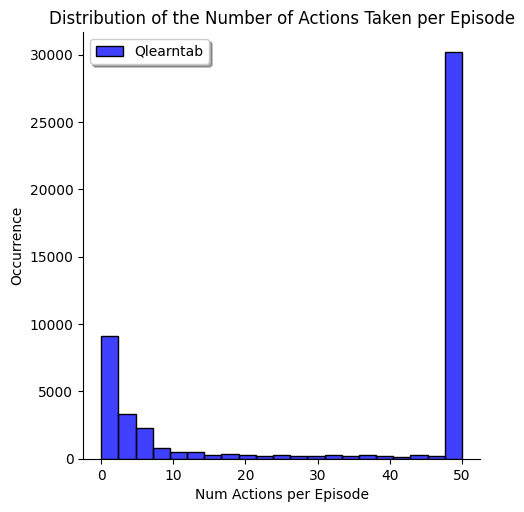 Distribution of the Number of Actions Taken per Episode
Qlearntab
30000
25000
20000
15000
10000
5000
0
Occurrence
0 10 20 30 40 50
Num Actions per Episode